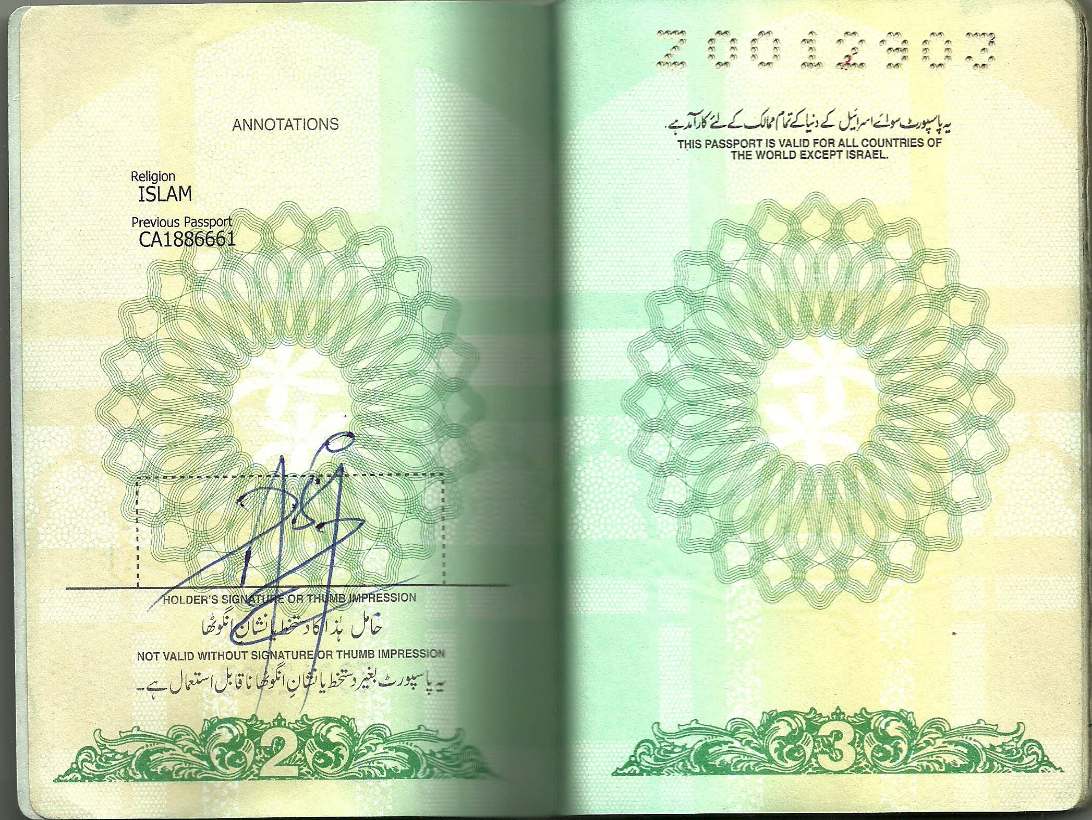 ANNOTATIONS
Religion
ISLAM
Previous Passport
CA1886661
HOLDER'S SIGNATURE OR THUMB IMPRESSION
حامل ہٰذا کا دستخط یا نشان انگوٹھا
NOT VALID WITHOUT SIGNATURE OR THUMB IMPRESSION
یہ پاسپورٹ بغیر دستخط یا نشانِ انگوٹھا ناقابل استعمال ہے۔
2
Z0012903
یہ پاسپورٹ سوائے اسرائیل کے دنیا کے تمام ممالک کے لئے کارآمد ہے۔
THIS PASSPORT IS VALID FOR ALL COUNTRIES OF
THE WORLD EXCEPT ISRAEL.
3